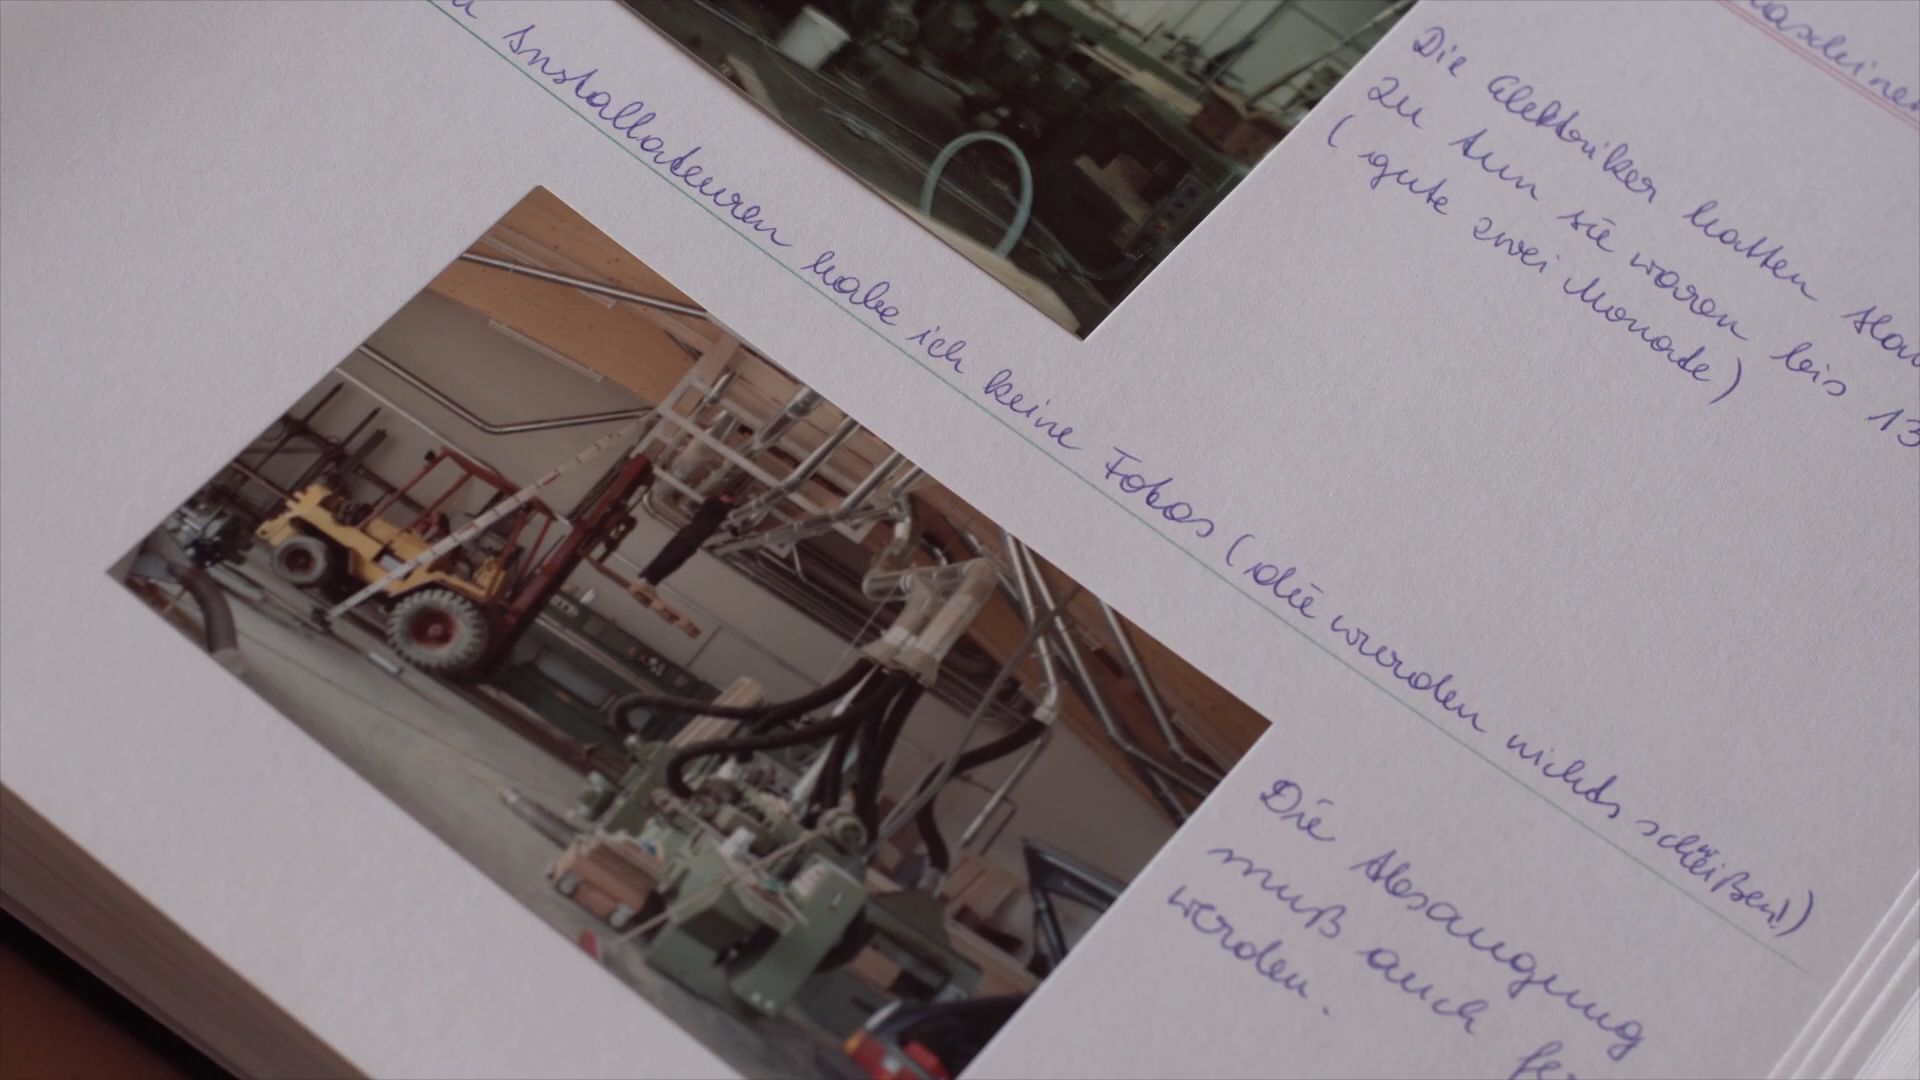 Die Elektriker hatten
zu tun sie waren bis 13
(gute zwei Monate)
Installateuren habe ich keine Fotos (die wurden nichts scheißen!)
Die Absaugung
muß auch
werden.